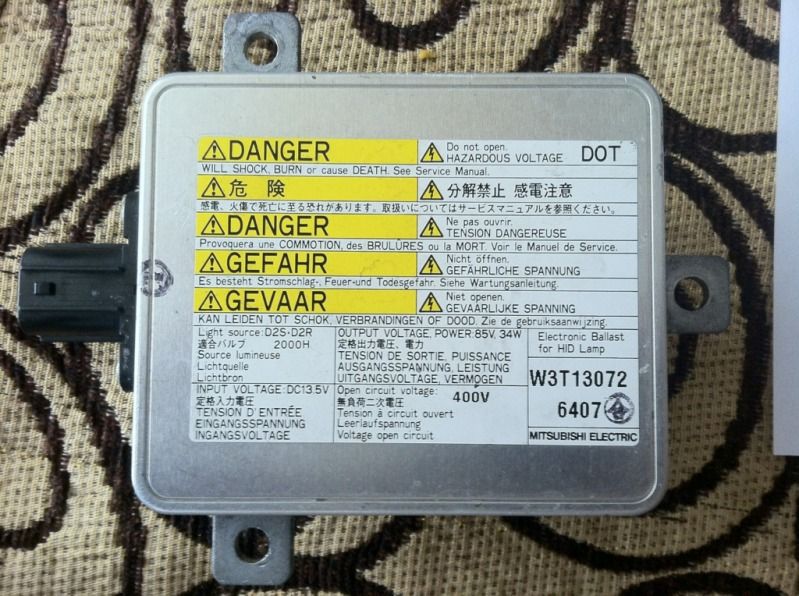 DANGER
Do not open.
HAZARDOUS VOLTAGE DOT
WILL SHOCK, BURN or cause DEATH. See Service Manual.
危 険
分解禁止 感電注意
感電、火傷で死亡に至る恐れがあります。取扱いについてはサービスマニュアルを参照ください。
DANGER
Ne pas ouvrir.
TENSION DANGEREUSE
Provoquera une COMMOTION, des BRULÛRES ou la MORT. Voir le Manuel de Service.
GEFAHR
Nicht öffnen.
GEFÄHRLICHE SPANNUNG
Es besteht Stromschlag-, Feuer-und Todesgefahr. Siehe Wartungsanleitung.
GEVAAR
Niet openen.
GEVAARLIJKE SPANNING
KAN LEIDEN TOT SCHOK, VERBRANDINGEN OF DOOD. Zie de gebruiksaanwijzing.
Light source:D2S·D2R
適合バルブ 2000H
Source lumineuse
Lichtquelle
Lichtbron
OUTPUT VOLTAGE, POWER:85V, 34W
定格出力電圧、電力
TENSION DE SORTIE, PUISSANCE
AUSGANGSSPANNUNG, LEISTUNG
UITGANGSVOLTAGE, VERMOGEN
Electronic Ballast
for HID Lamp
W3T13072
6407
INPUT VOLTAGE:DC13.5V
定格入力電圧
TENSION D'ENTRÉE
EINGANGSSPANNUNG
INGANGSVOLTAGE
Open circuit voltage:
無負荷二次電圧 400V
Tension à circuit ouvert
Leerlaufspannung
Voltage open circuit
MITSUBISHI ELECTRIC